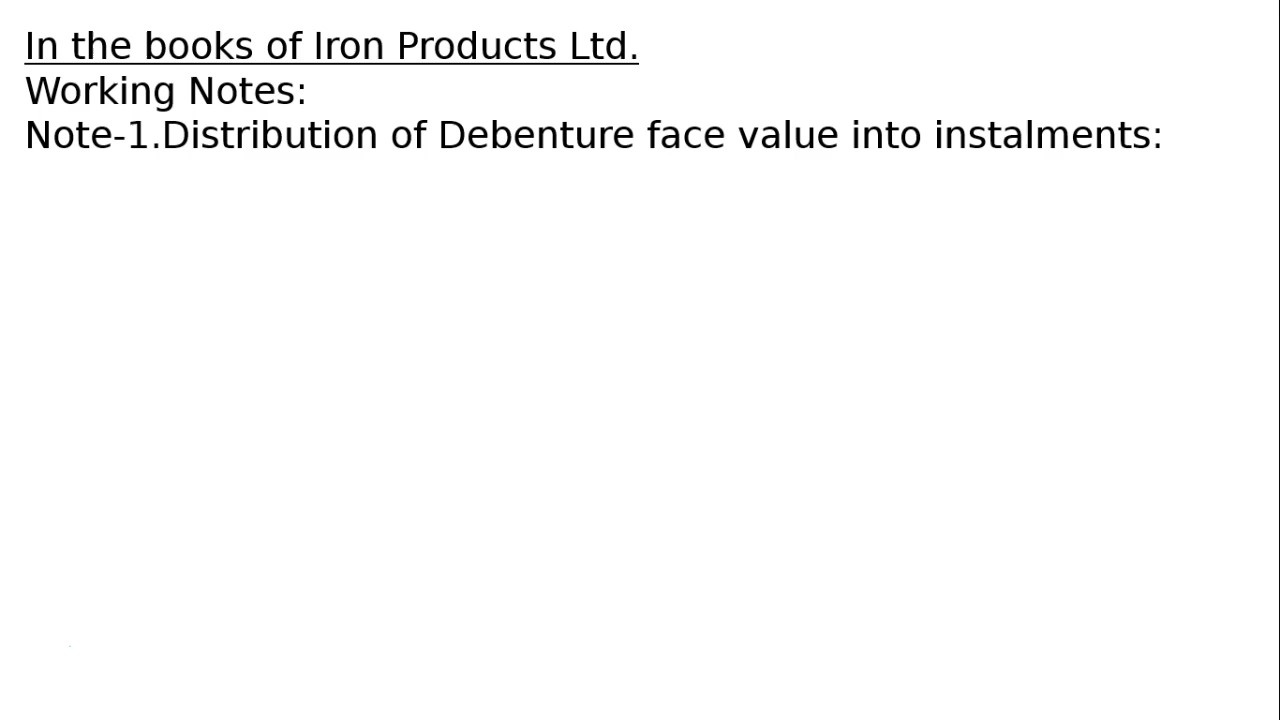 In the books of Iron Products Ltd.
Working Notes:
Note-1.Distribution of Debenture face value into instalments: